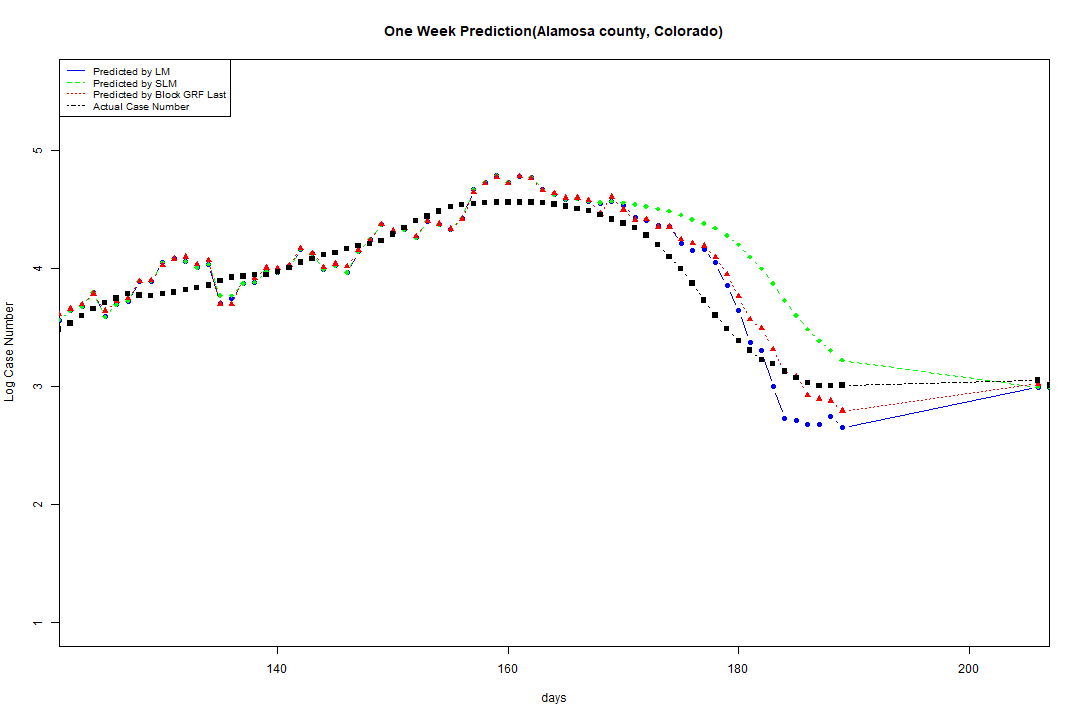 One Week Prediction(Alamosa county, Colorado)
Predicted by LM
Predicted by SLM
Predicted by Block GRF Last
Actual Case Number
5
4
3
2
1
Log Case Number
140 160 180 200
days